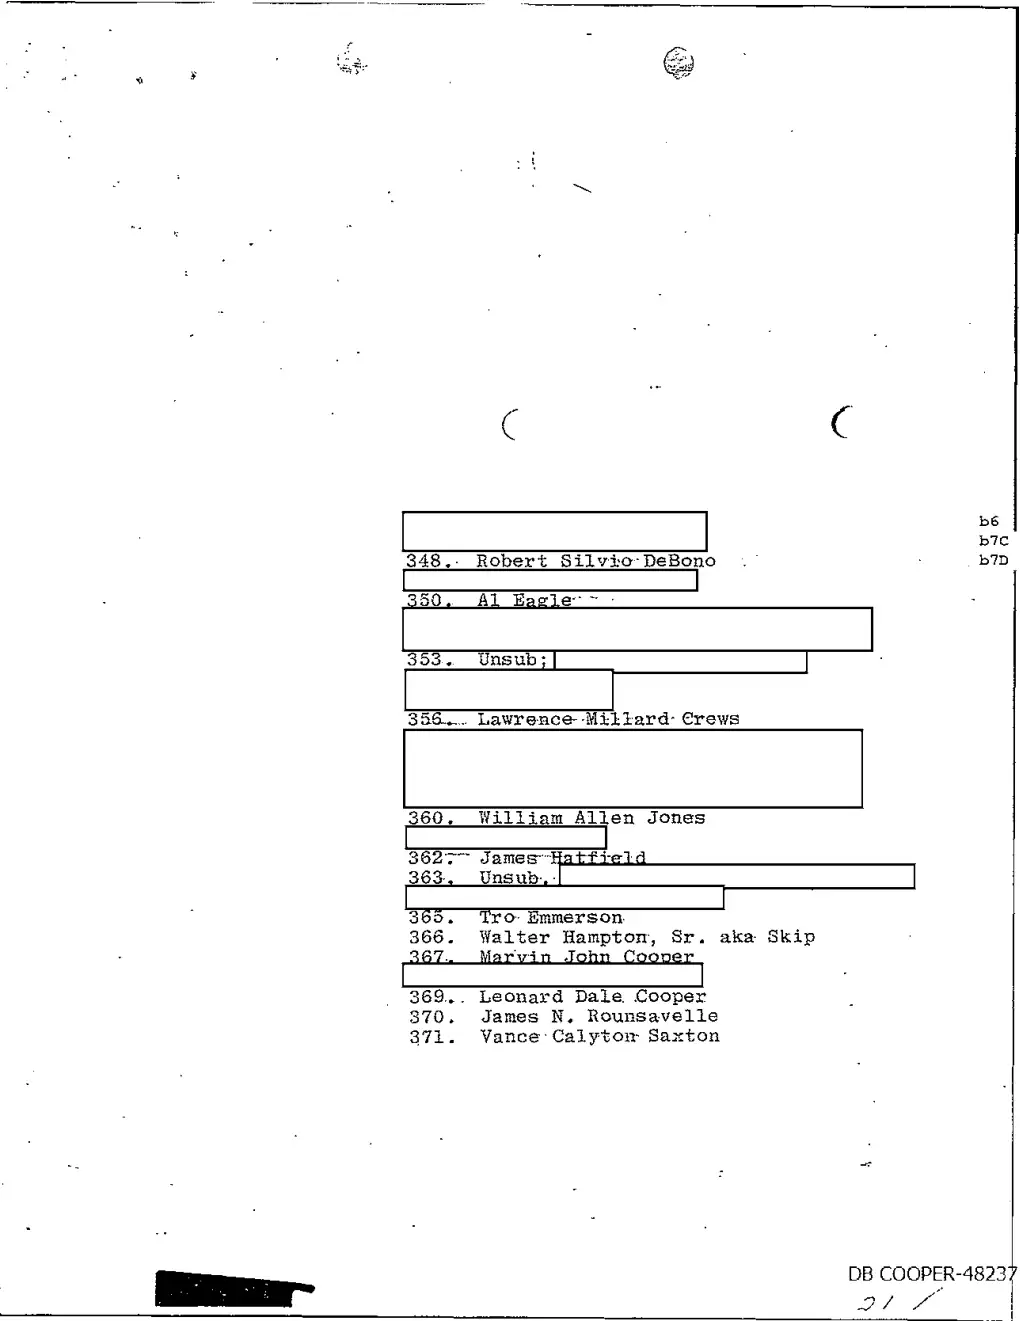 b6
b7C
348. Robert Silvio DeBono b7D
350. Al Eagle
353. Unsub;
356. Lawrence Millard Crews
360. William Allen Jones
362. James Hatfield
363. Unsub.
365. Tro Emmerson
366. Walter Hampton, Sr. aka Skip
367. Marvin John Cooper
369. Leonard Dale Cooper
370. James N. Rounsavelle
371. Vance Calyton Saxton
DB COOPER-48237